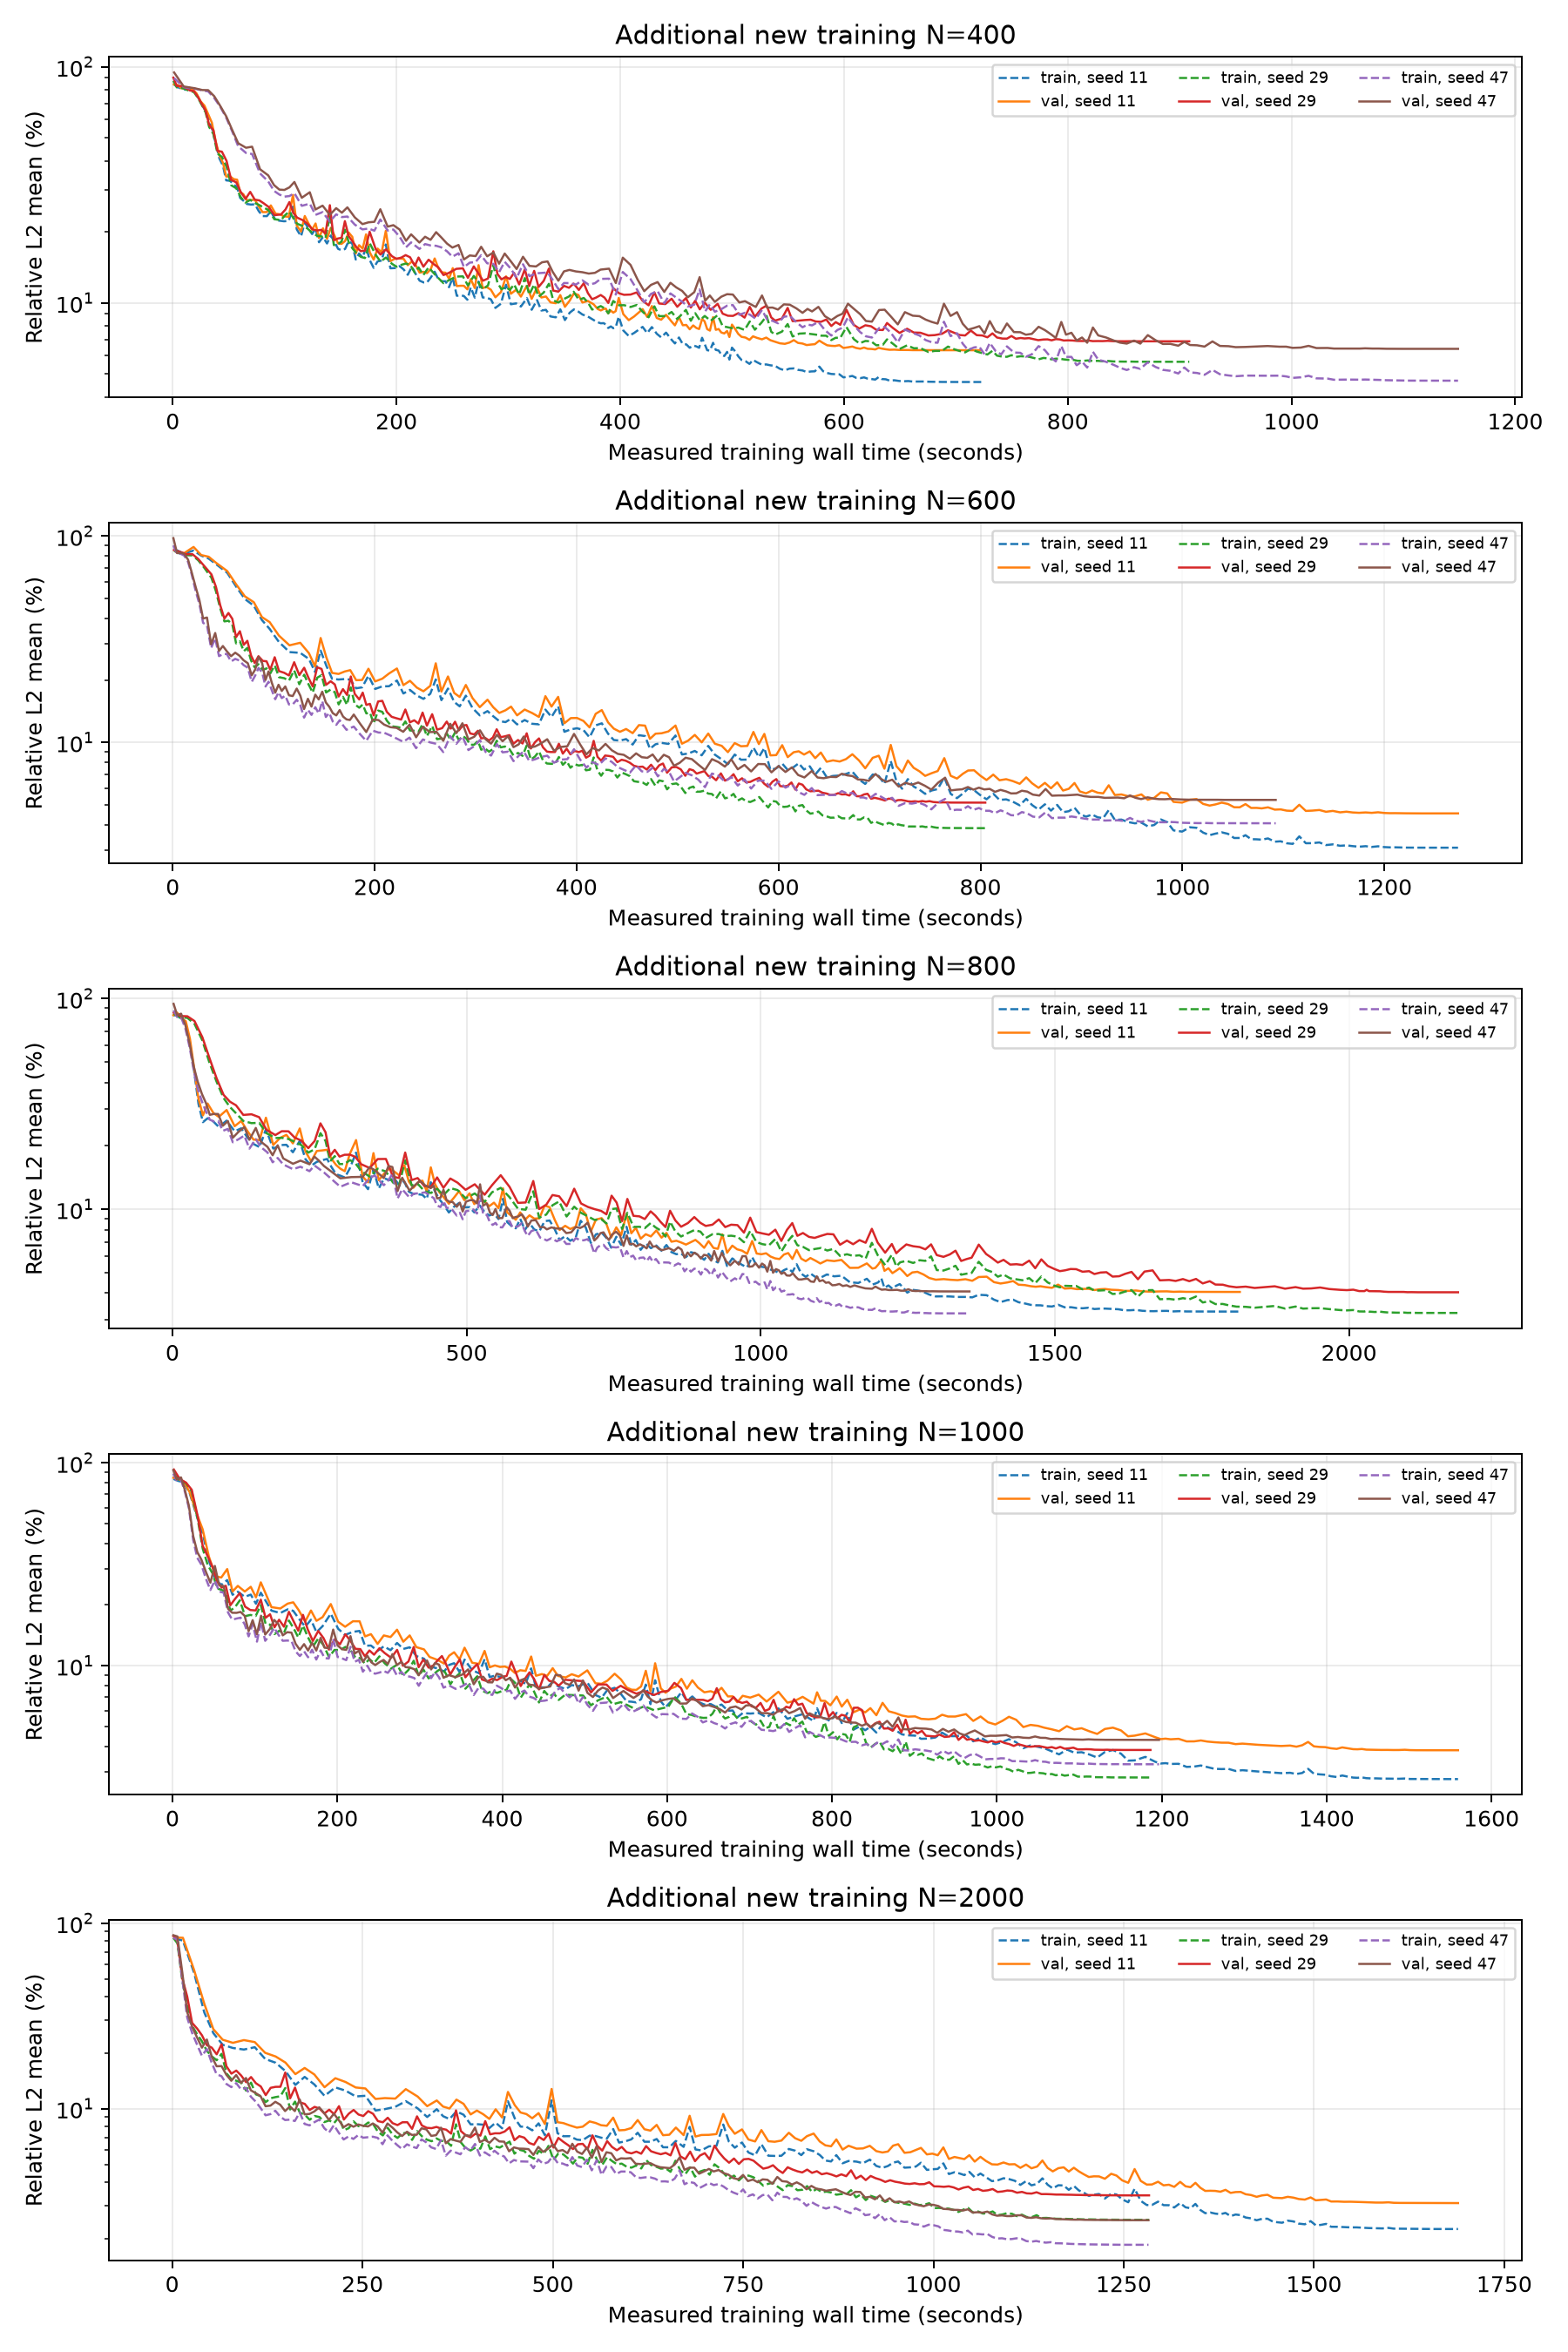 Additional new training N=400
10²
10¹
Relative L2 mean (%)
train, seed 11
val, seed 11
train, seed 29
val, seed 29
train, seed 47
val, seed 47
0 200 400 600 800 1000 1200
Measured training wall time (seconds)
Additional new training N=600
10²
10¹
Relative L2 mean (%)
train, seed 11
val, seed 11
train, seed 29
val, seed 29
train, seed 47
val, seed 47
0 200 400 600 800 1000 1200
Measured training wall time (seconds)
Additional new training N=800
10²
10¹
Relative L2 mean (%)
train, seed 11
val, seed 11
train, seed 29
val, seed 29
train, seed 47
val, seed 47
0 500 1000 1500 2000
Measured training wall time (seconds)
Additional new training N=1000
10²
10¹
Relative L2 mean (%)
train, seed 11
val, seed 11
train, seed 29
val, seed 29
train, seed 47
val, seed 47
0 200 400 600 800 1000 1200 1400 1600
Measured training wall time (seconds)
Additional new training N=2000
10²
10¹
Relative L2 mean (%)
train, seed 11
val, seed 11
train, seed 29
val, seed 29
train, seed 47
val, seed 47
0 250 500 750 1000 1250 1500 1750
Measured training wall time (seconds)